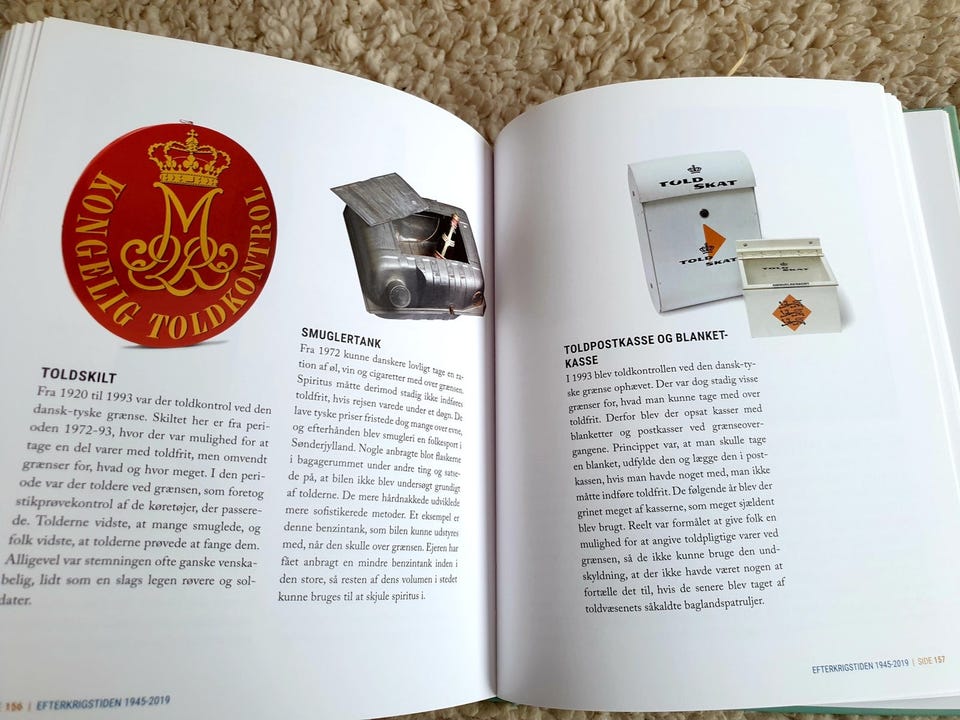 KONGELIG TOLDKONTROL
TOLDSKILT
Fra 1920 til 1993 var der toldkontrol ved den
dansk-tyske grænse. Skiltet her er fra peri-
oden 1972-93, hvor der var mulighed for at
tage en del varer med toldfrit, men omvendt
grænser for, hvad og hvor meget. I den peri-
ode var der toldere ved grænsen, som foretog
stikprøvekontrol af de køretøjer, der passere-
de. Tolderne vidste, at mange smuglede, og
folk vidste, at tolderne prøvede at fange dem.
Alligevel var stemningen ofte ganske venska-
belig, lidt som en slags legen røvere og sol-
dater.
SMUGLERTANK
Fra 1972 kunne danskere lovligt tage en ra-
tion af øl, vin og cigaretter med over grænsen.
Spiritus måtte derimod stadig ikke indføres
toldfrit, hvis rejsen varede under et døgn. De
lave tyske priser fristede dog mange over evne,
og efterhånden blev smugleri en folkesport i
Sønderjylland. Nogle anbragte blot flaskerne
i bagagerummet under andre ting og satse-
de på, at bilen ikke blev undersøgt grundigt
af tolderne. De mere hårdnakkede udviklede
mere sofistikerede metoder. Et eksempel er
denne benzintank, som bilen kunne udstyres
med, når den skulle over grænsen. Ejeren har
fået anbragt en mindre benzintank inden i
den store, så resten af dens volumen i stedet
kunne bruges til at skjule spiritus i.
156 | EFTERKRIGSTIDEN 1945-2019
TOLD
SKAT
TOLD
SKAT
TOLD SKAT
TOLDPOSTKASSE OG BLANKET-
KASSE
I 1993 blev toldkontrollen ved den dansk-ty-
ske grænse ophævet. Der var dog stadig visse
grænser for, hvad man kunne tage med over
toldfrit. Derfor blev der opsat kasser med
blanketter og postkasser ved grænseover-
gangene. Princippet var, at man skulle tage
en blanket, udfylde den og lægge den i post-
kassen, hvis man havde noget med, man ikke
måtte indføre toldfrit. De følgende år blev der
grinet meget af kasserne, som meget sjældent
blev brugt. Reelt var formålet at give folk en
mulighed for at angive toldpligtige varer ved
grænsen, så de ikke kunne bruge den und-
skyldning, at der ikke havde været nogen at
fortælle det til, hvis de senere blev taget af
toldvæsenets såkaldte baglandspatruljer.
EFTERKRIGSTIDEN 1945-2019 | SIDE 157